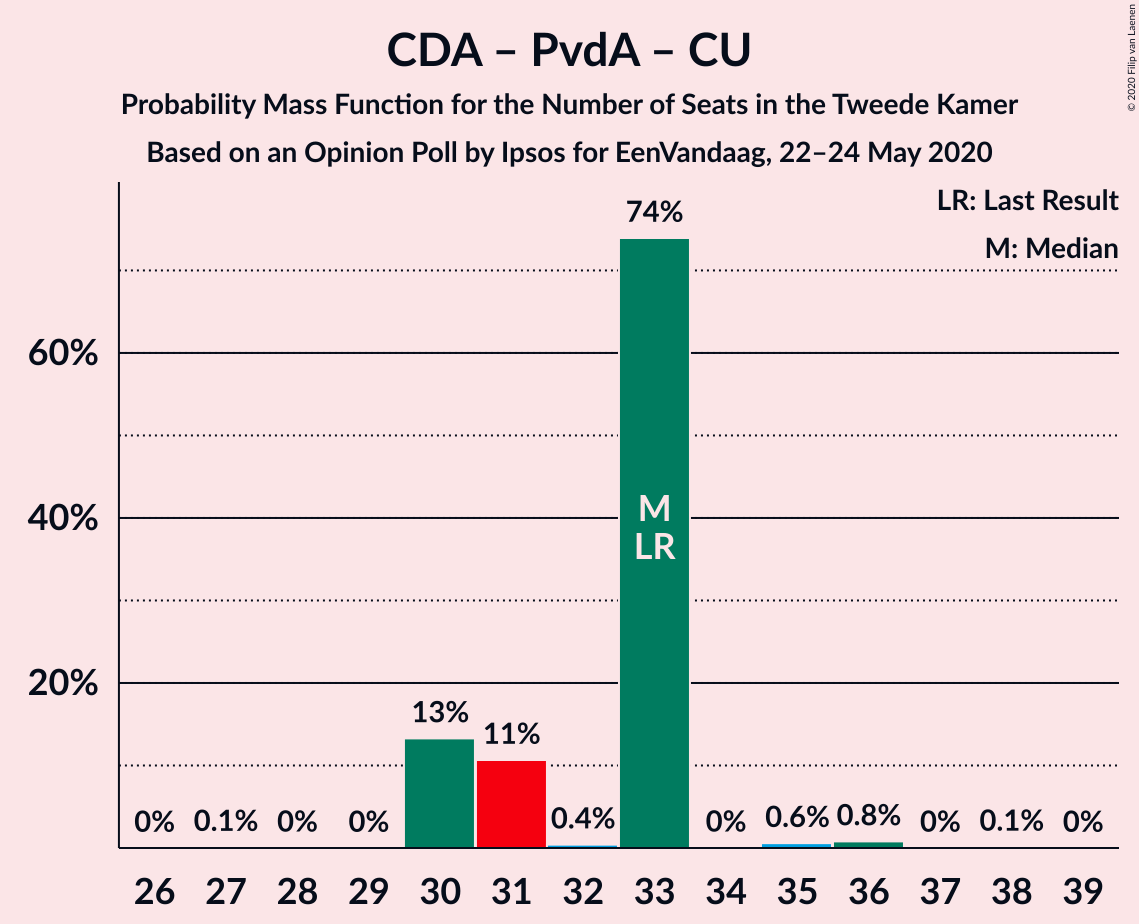 CDA – PvdA – CU
Probability Mass Function for the Number of Seats in the Tweede Kamer
Based on an Opinion Poll by Ipsos for EenVandaag, 22–24 May 2020
© 2020 Filip van Laenen
LR: Last Result
M: Median
60%
40%
20%
0%
0.1%
0%
0%
13%
11%
0.4%
74%
M
LR
0%
0.6%
0.8%
0%
0.1%
0%
26 27 28 29 30 31 32 33 34 35 36 37 38 39